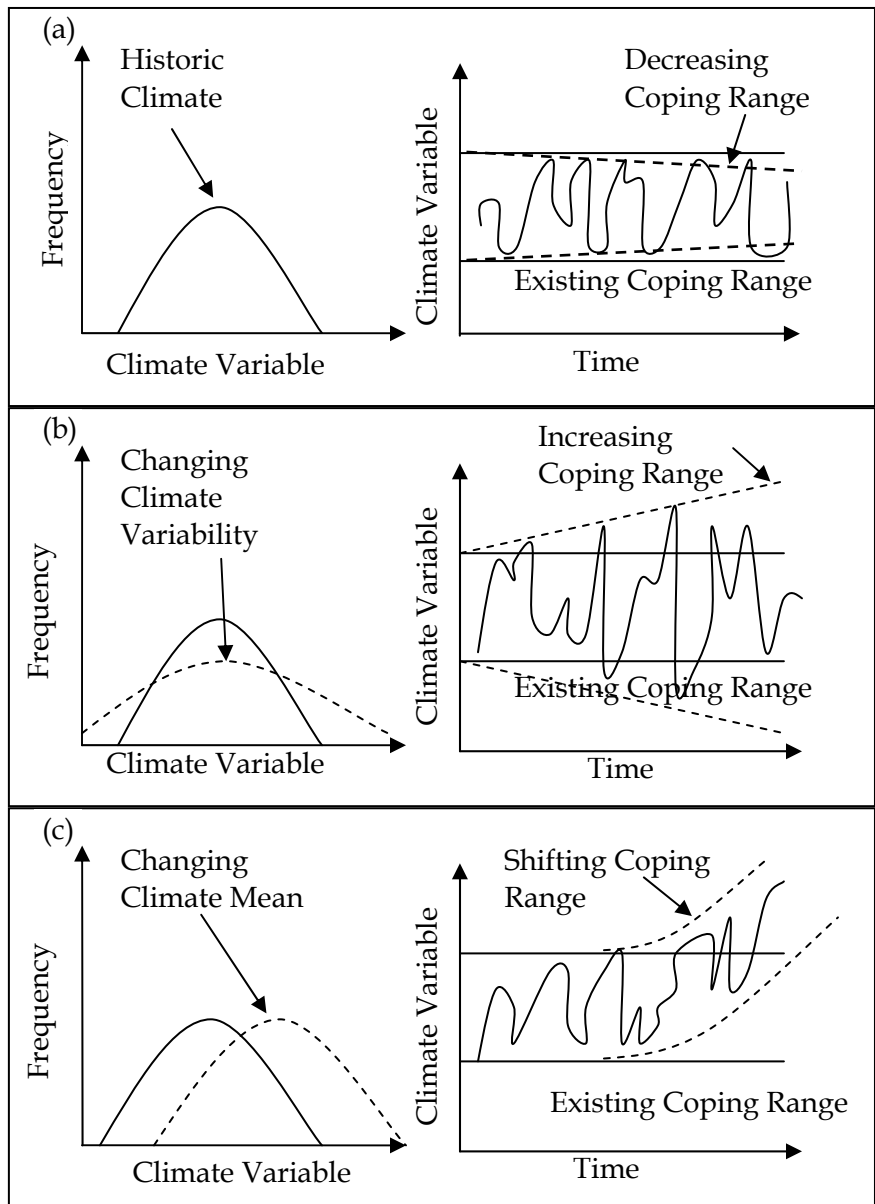 (a)
Historic
Climate
Frequency
Climate Variable
Decreasing
Coping Range
Climate Variable
Existing Coping Range
Time
(b)
Changing
Climate
Variability
Frequency
Climate Variable
Increasing
Coping Range
Climate Variable
Existing Coping Range
Time
(c)
Changing
Climate Mean
Frequency
Climate Variable
Shifting Coping
Range
Climate Variable
Existing Coping Range
Time